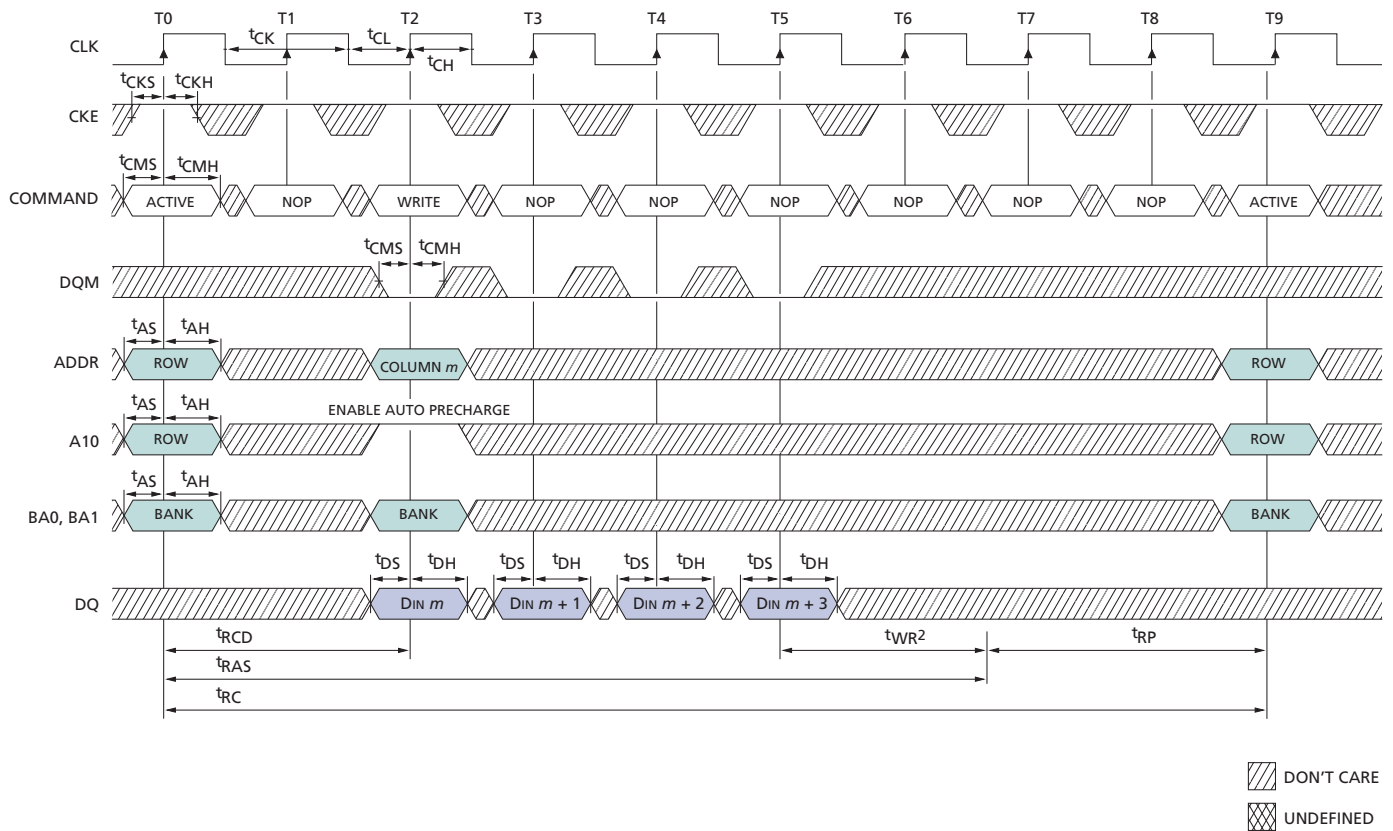 T0 T1 T2 T3 T4 T5 T6 T7 T8 T9
CLK
tCK tCL
tCH
tCKS tCKH
CKE
tCMS tCMH
COMMAND ACTIVE NOP WRITE NOP NOP NOP NOP NOP NOP ACTIVE
tCMS tCMH
DQM
tAS tAH
ADDR ROW COLUMN m ROW
tAS tAH ENABLE AUTO PRECHARGE
A10 ROW ROW
tAS tAH
BA0, BA1 BANK BANK BANK
tDS tDH tDS tDH tDS tDH tDS tDH
DQ DIN m DIN m + 1 DIN m + 2 DIN m + 3
tRCD tWR2 tRP
tRAS
tRC
DON'T CARE
UNDEFINED